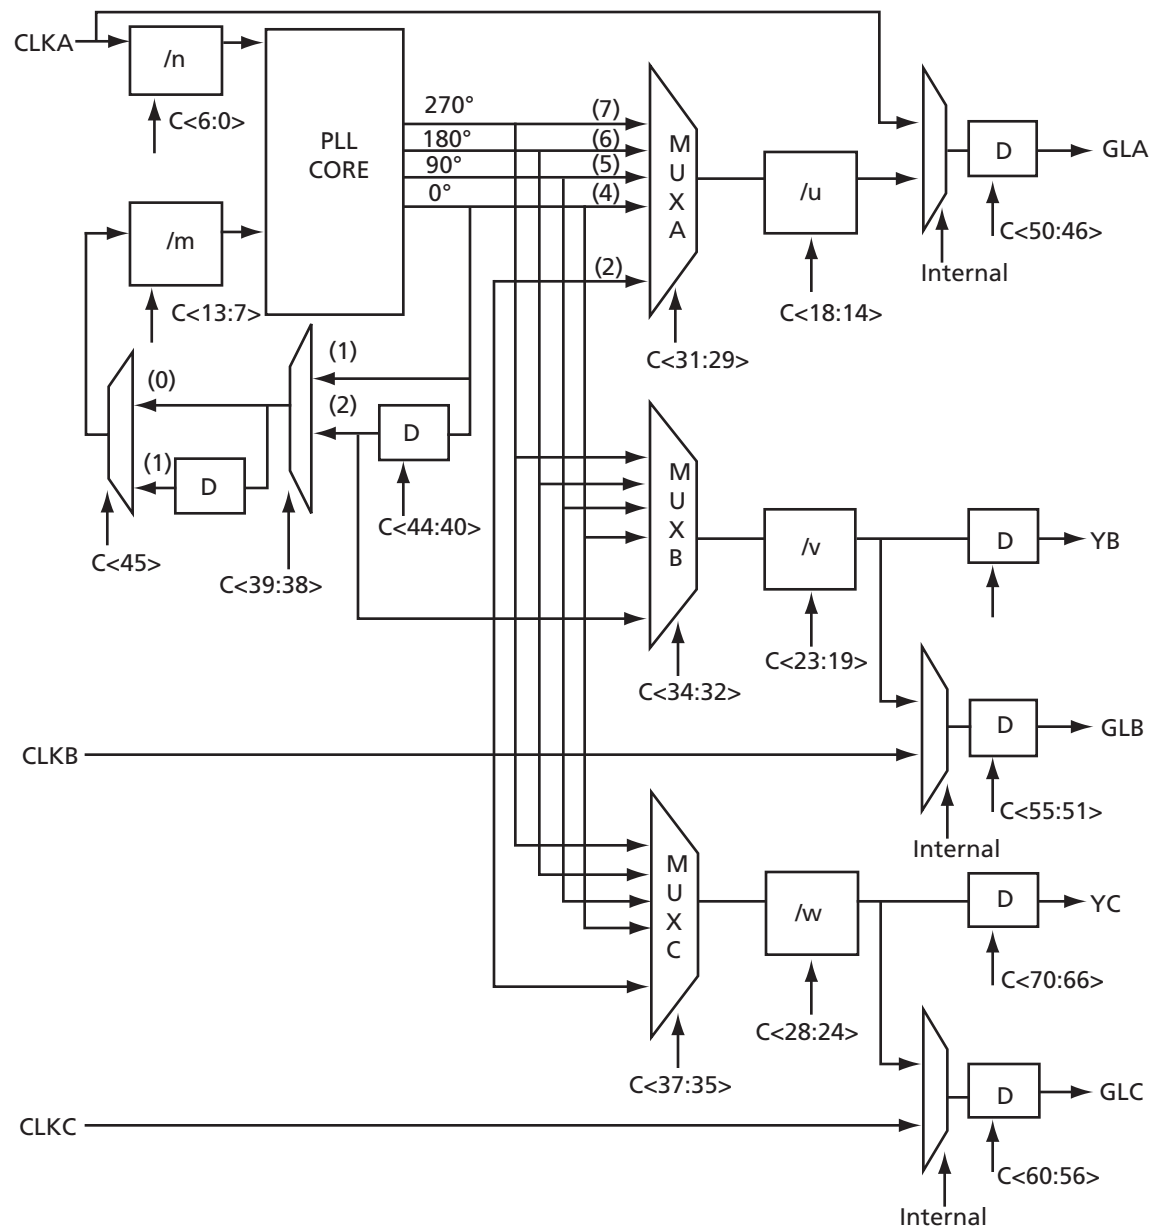 CLKA
/n
C<6:0>
PLL
CORE
270°
180°
90°
0°
(7)
(6)
(5)
(4)
(2)
M
U
X
A
/u
C<18:14>
C<31:29>
D
GLA
C<50:46>
Internal
/m
C<13:7>
(0)
(1)
D
C<45>
(1)
(2)
C<39:38>
D
C<44:40>
M
U
X
B
C<34:32>
/v
C<23:19>
D
YB
D
GLB
C<55:51>
Internal
CLKB
M
U
X
C
C<37:35>
/w
C<28:24>
D
YC
C<70:66>
D
GLC
C<60:56>
Internal
CLKC